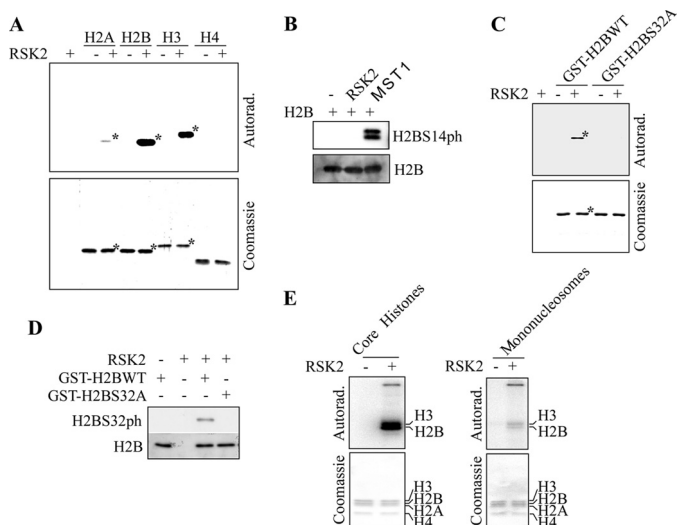 A
H2A H2B H3 H4
RSK2 + - + - + - + - +
Autorad.
* * *
Coomassie
* * *
B
- RSK2 MST1
H2B + + +
H2BS14ph
H2B
C
GST-H2BWT GST-H2BS32A
RSK2 + - + - +
Autorad.
*
Coomassie
*
D
RSK2 - + + +
GST-H2BWT + - + -
GST-H2BS32A - - - +
H2BS32ph
H2B
E
Core Histones
RSK2 - +
Autorad.
H3
H2B
Coomassie
H3
H2B
H2A
H4
Mononucleosomes
RSK2 - +
Autorad.
H3
H2B
Coomassie
H3
H2B
H2A
H4